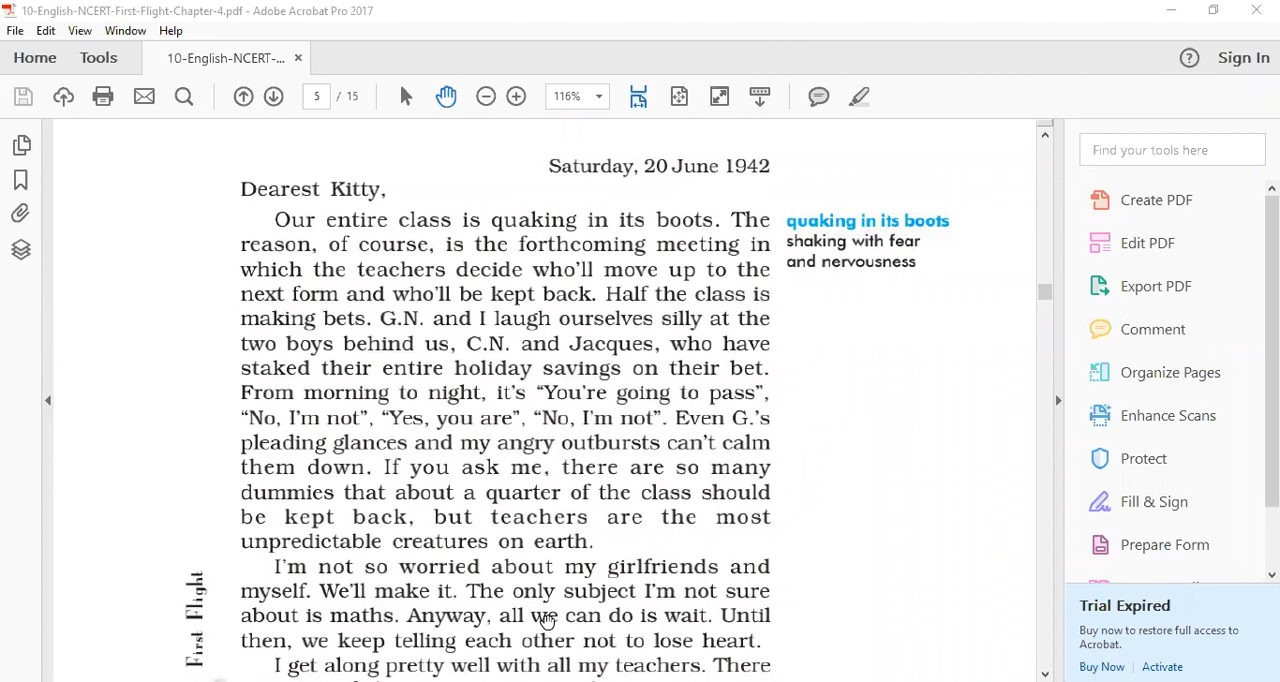 10-English-NCERT-First-Flight-Chapter-4.pdf - Adobe Acrobat Pro 2017
File Edit View Window Help
Home Tools 10-English-NCERT-... × ? Sign In
5 / 15 116%
Find your tools here
Create PDF
Edit PDF
Export PDF
Comment
Organize Pages
Enhance Scans
Protect
Fill & Sign
Prepare Form
Trial Expired
Buy now to restore full access to
Acrobat.
Buy Now Activate
Saturday, 20 June 1942
Dearest Kitty,
Our entire class is quaking in its boots. The
reason, of course, is the forthcoming meeting in
which the teachers decide who'll move up to the
next form and who'll be kept back. Half the class is
making bets. G.N. and I laugh ourselves silly at the
two boys behind us, C.N. and Jacques, who have
staked their entire holiday savings on their bet.
From morning to night, it's “You're going to pass”,
“No, I'm not”, “Yes, you are”, “No, I'm not”. Even G.'s
pleading glances and my angry outbursts can't calm
them down. If you ask me, there are so many
dummies that about a quarter of the class should
be kept back, but teachers are the most
unpredictable creatures on earth.
I'm not so worried about my girlfriends and
myself. We'll make it. The only subject I'm not sure
about is maths. Anyway, all we can do is wait. Until
then, we keep telling each other not to lose heart.
I get along pretty well with all my teachers. There
quaking in its boots
shaking with fear
and nervousness
First Flight